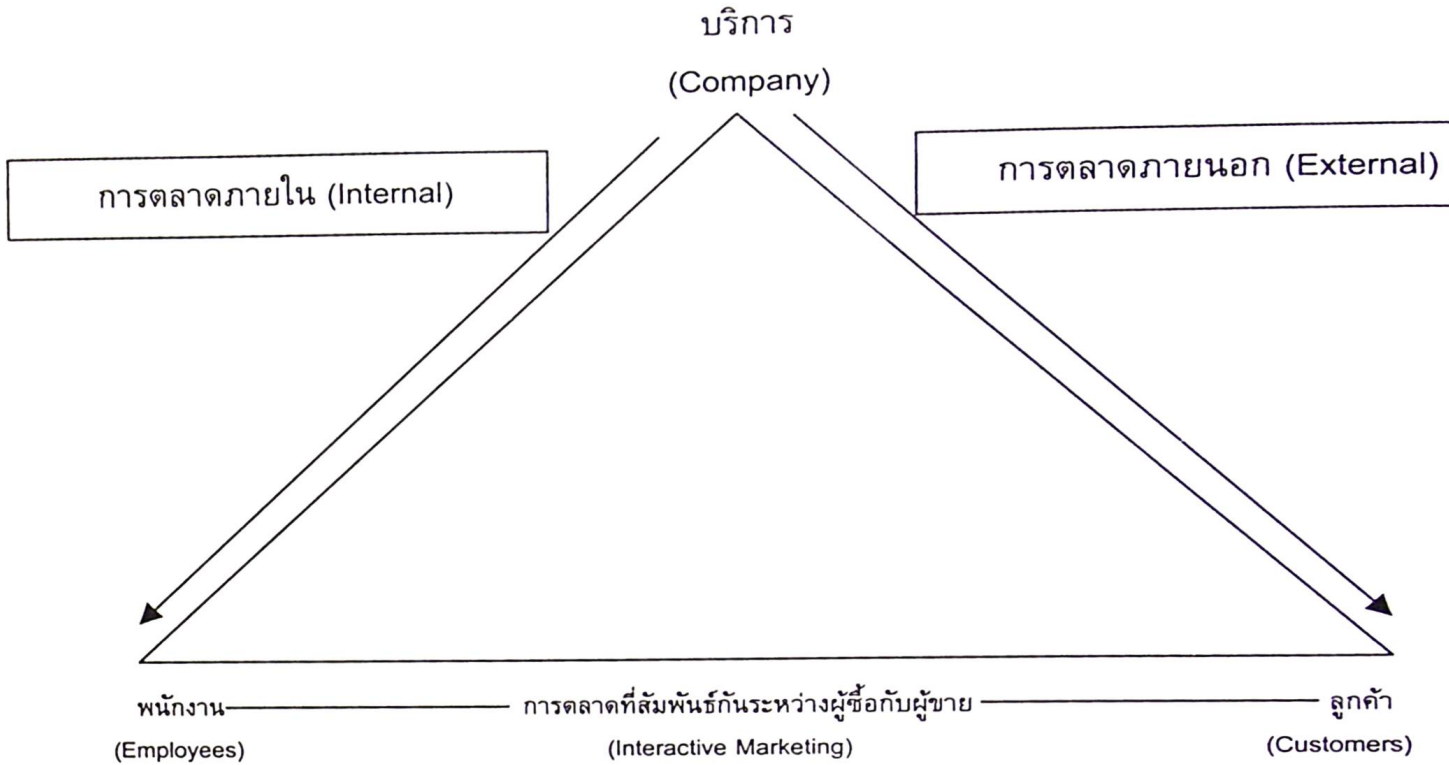 บริการ
(Company)
การตลาดภายใน (Internal)
การตลาดภายนอก (External)
พนักงาน
การตลาดที่สัมพันธ์กันระหว่างผู้ซื้อกับผู้ขาย
ลูกค้า
(Employees)
(Interactive Marketing)
(Customers)